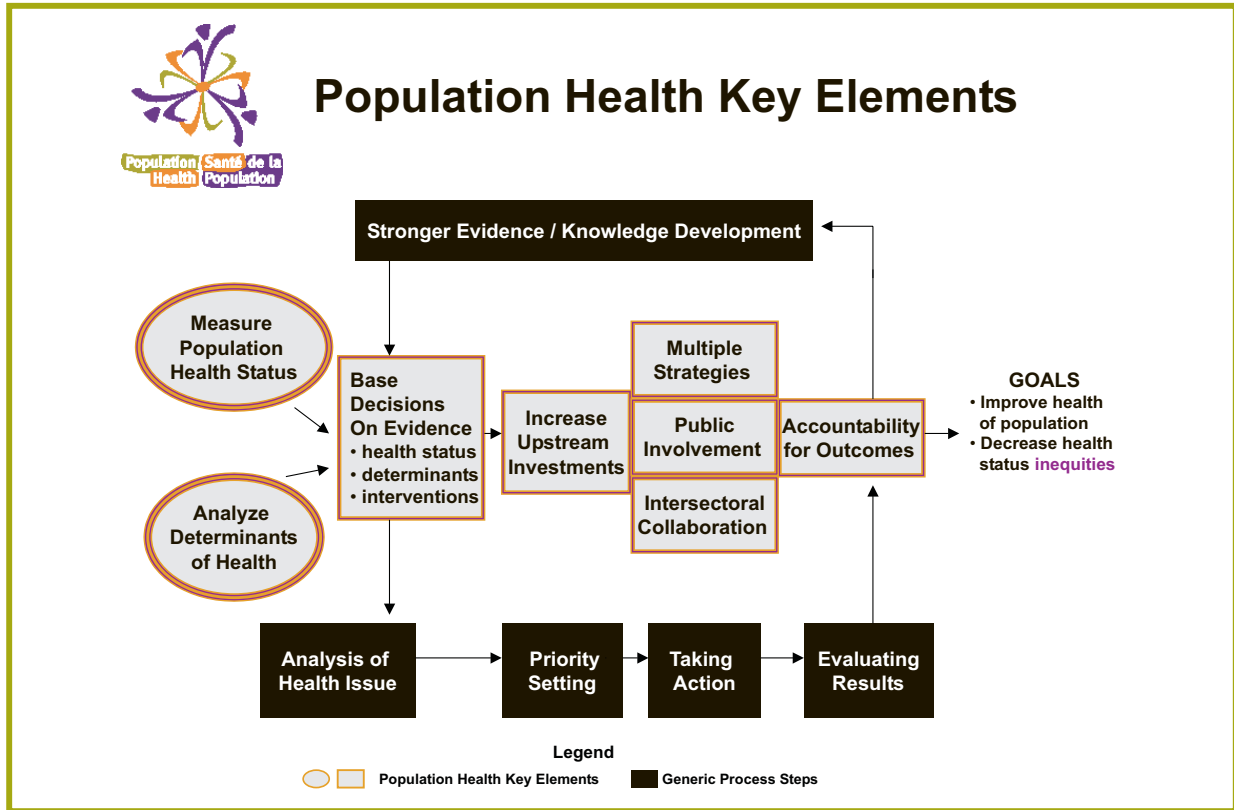 Population Health Key Elements
Population Santé de la
Health Population
Stronger Evidence / Knowledge Development
Measure
Population
Health Status
Analyze
Determinants
of Health
Base
Decisions
On Evidence
• health status
• determinants
• interventions
Increase
Upstream
Investments
Multiple
Strategies
Public
Involvement
Intersectoral
Collaboration
Accountability
for Outcomes
GOALS
• Improve health
of population
• Decrease health
status inequities
Analysis of
Health Issue
Priority
Setting
Taking
Action
Evaluating
Results
Legend
Population Health Key Elements
Generic Process Steps